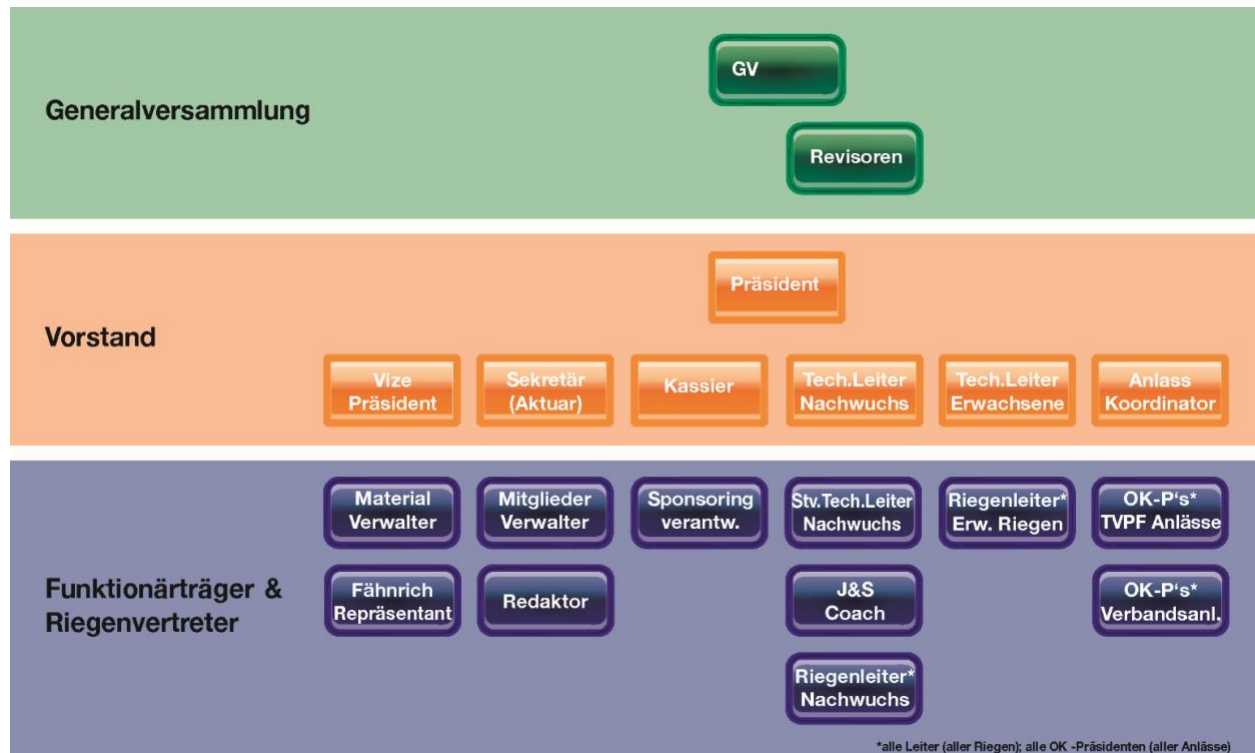 Generalversammlung
GV
Revisoren
Vorstand
Präsident
Vize
Präsident
Sekretär
(Aktuar)
Kassier
Tech.Leiter
Nachwuchs
Tech.Leiter
Erwachsene
Anlass
Koordinator
Funktionärträger &
Riegenvertreter
Material
Verwalter
Mitglieder
Verwalter
Sponsoring
verantw.
Stv.Tech.Leiter
Nachwuchs
Riegenleiter*
Erw. Riegen
OK-P's*
TVPF Anlässe
Fähnrich
Repräsentant
Redaktor
J&S
Coach
OK-P's*
Verbandsanl.
Riegenleiter*
Nachwuchs
*alle Leiter (aller Riegen); alle OK -Präsidenten (aller Anlässe)